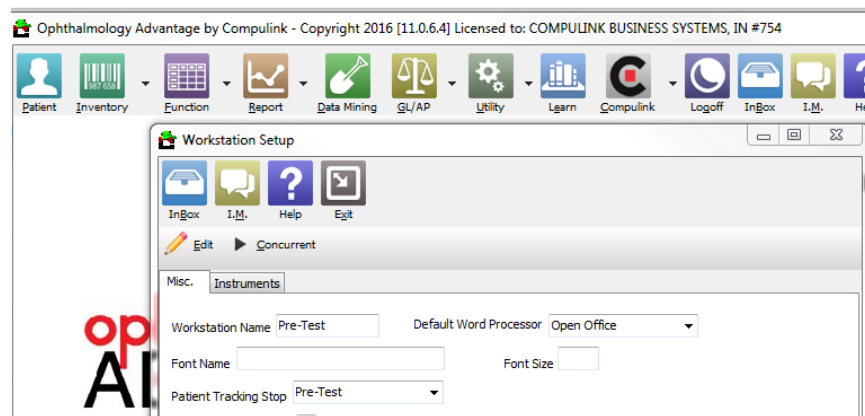 Ophthalmology Advantage by Compulink - Copyright 2016 [11.0.6.4] Licensed to: COMPULINK BUSINESS SYSTEMS, IN #754
987 658
Patient Inventory Function Report Data Mining GL/AP Utility Learn Compulink Logoff InBox I.M.
Workstation Setup
InBox I.M. Help Exit
Edit Concurrent
Misc. Instruments
Workstation Name Pre-Test Default Word Processor Open Office
Font Name Font Size
Patient Tracking Stop Pre-Test